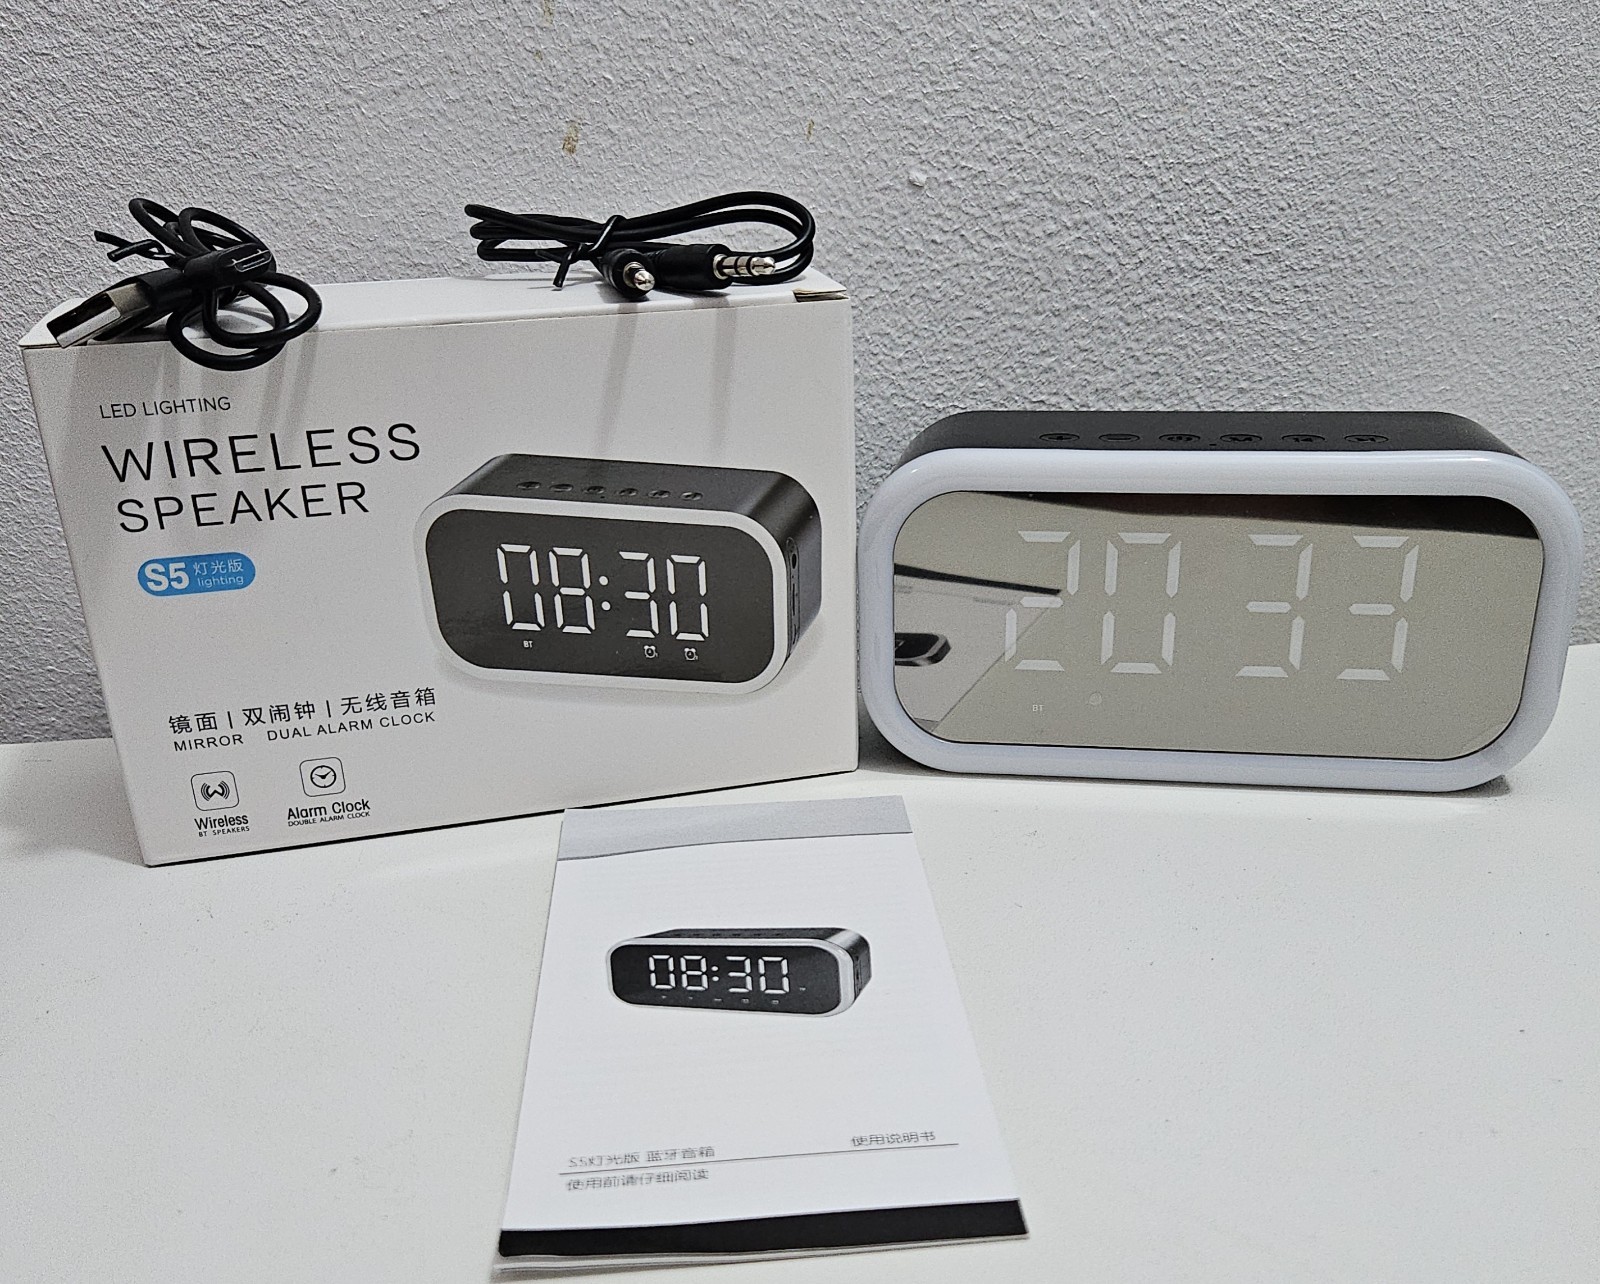 LED LIGHTING
WIRELESS
SPEAKER
S5 灯光版
lighting
08:30
BT
镜面 | 双闹钟 | 无线音箱
MIRROR DUAL ALARM CLOCK
Wireless
BT SPEAKERS
Alarm Clock
DOUBLE ALARM CLOCK
20 33
BT
08:30
使用说明书
S5灯光版 蓝牙音箱
使用前请仔细阅读